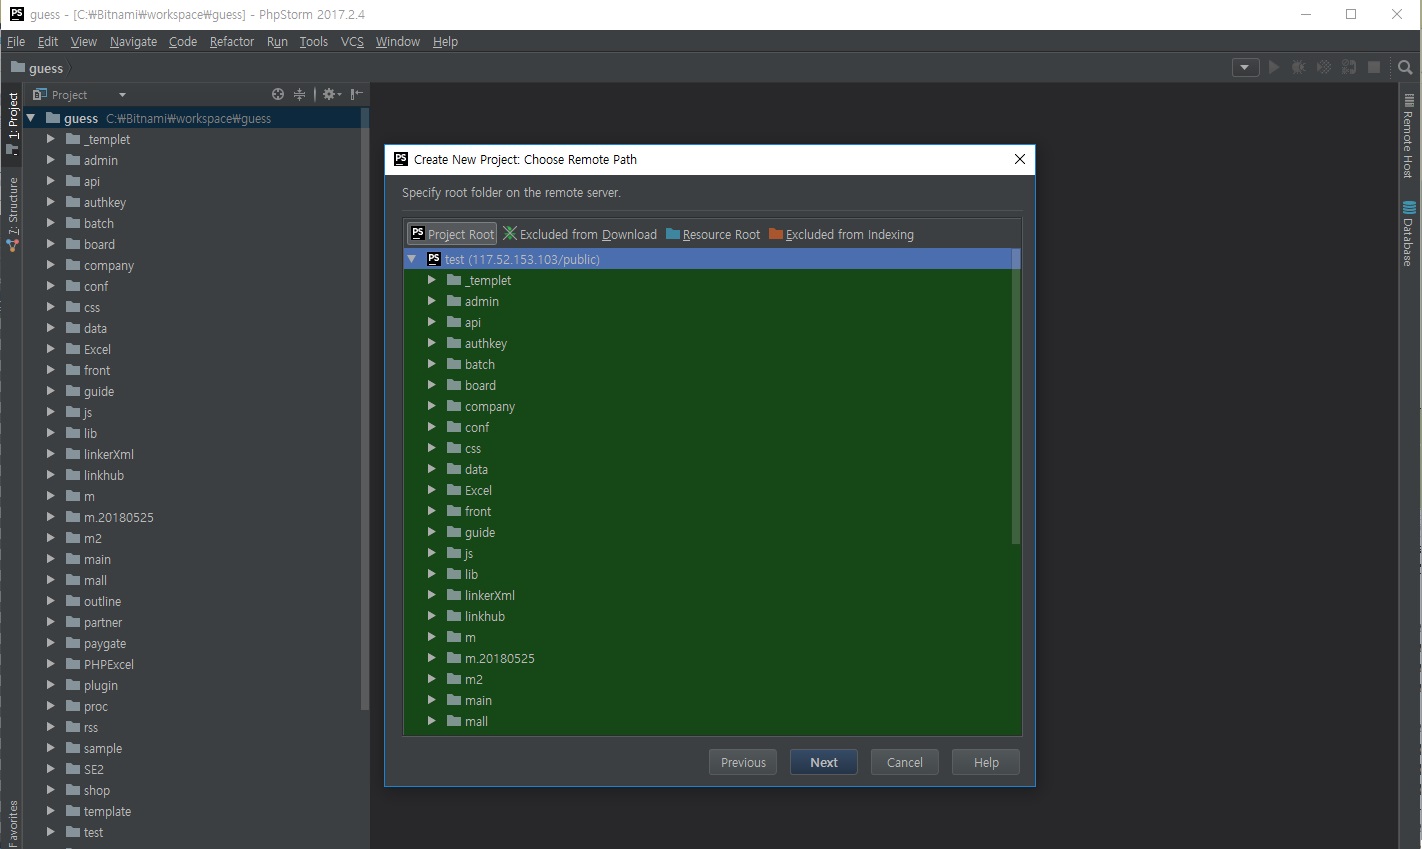 PS guess - [C:₩Bitnami₩workspace₩guess] - PhpStorm 2017.2.4
File Edit View Navigate Code Refactor Run Tools VCS Window Help
guess
1: Project
7: Structure
Favorites
Project
guess C:₩Bitnami₩workspace₩guess
_templet
admin
api
authkey
batch
board
company
conf
css
data
Excel
front
guide
js
lib
linkerXml
linkhub
m
m.20180525
m2
main
mall
outline
partner
paygate
PHPExcel
plugin
proc
rss
sample
SE2
shop
template
test
PS Create New Project: Choose Remote Path
Specify root folder on the remote server.
PS Project Root Excluded from Download Resource Root Excluded from Indexing
PS test (117.52.153.103/public)
_templet
admin
api
authkey
batch
board
company
conf
css
data
Excel
front
guide
js
lib
linkerXml
linkhub
m
m.20180525
m2
main
mall
Previous Next Cancel Help
Remote Host
Database